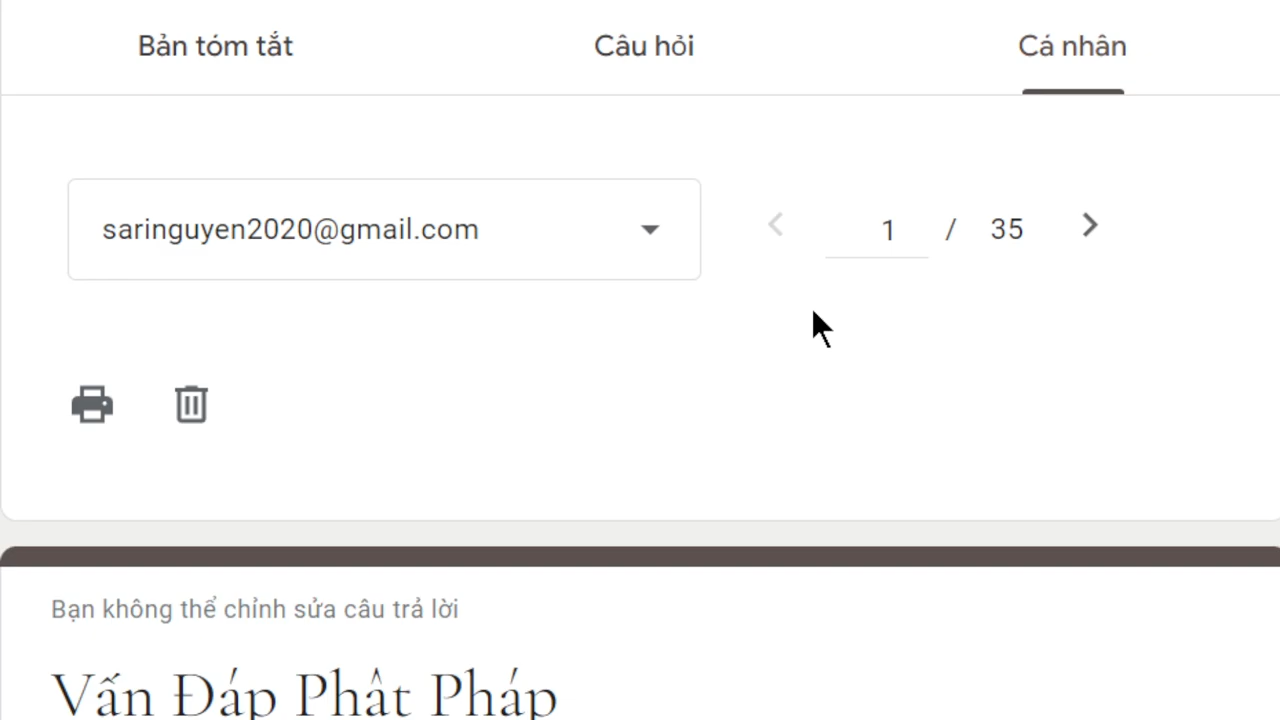 Bản tóm tắt Câu hỏi Cá nhân
saringuyen2020@gmail.com 1 / 35
Bạn không thể chỉnh sửa câu trả lời
Vấn Đáp Phật Pháp